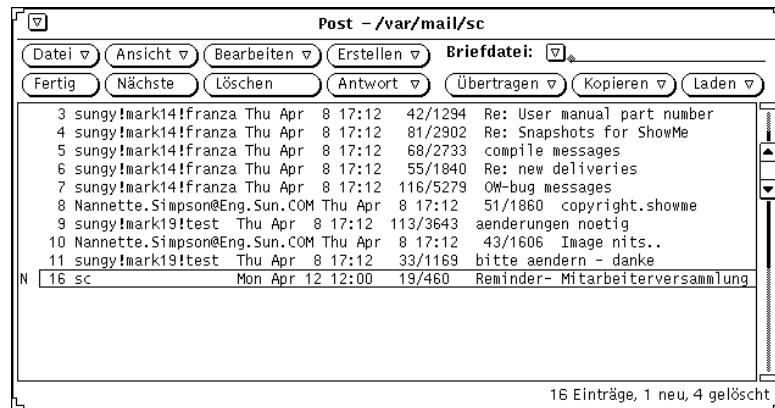 Post – /var/mail/sc
Datei Ansicht Bearbeiten Erstellen Briefdatei:
Fertig Nächste Löschen Antwort Übertragen Kopieren Laden
3 sungy!mark14!franza Thu Apr 8 17:12 42/1294 Re: User manual part number
4 sungy!mark14!franza Thu Apr 8 17:12 81/2902 Re: Snapshots for ShowMe
5 sungy!mark14!franza Thu Apr 8 17:12 68/2733 compile messages
6 sungy!mark14!franza Thu Apr 8 17:12 55/1840 Re: new deliveries
7 sungy!mark14!franza Thu Apr 8 17:12 116/5279 OW-bug messages
8 Nannette.Simpson@Eng.Sun.COM Thu Apr 8 17:12 51/1860 copyright.showme
9 sungy!mark19!test Thu Apr 8 17:12 113/3643 aenderungen noetig
10 Nannette.Simpson@Eng.Sun.COM Thu Apr 8 17:12 43/1606 Image nits..
11 sungy!mark19!test Thu Apr 8 17:12 33/1169 bitte aendern - danke
N 16 sc Mon Apr 12 12:00 19/460 Reminder- Mitarbeiterversammlung
16 Einträge, 1 neu, 4 gelöscht